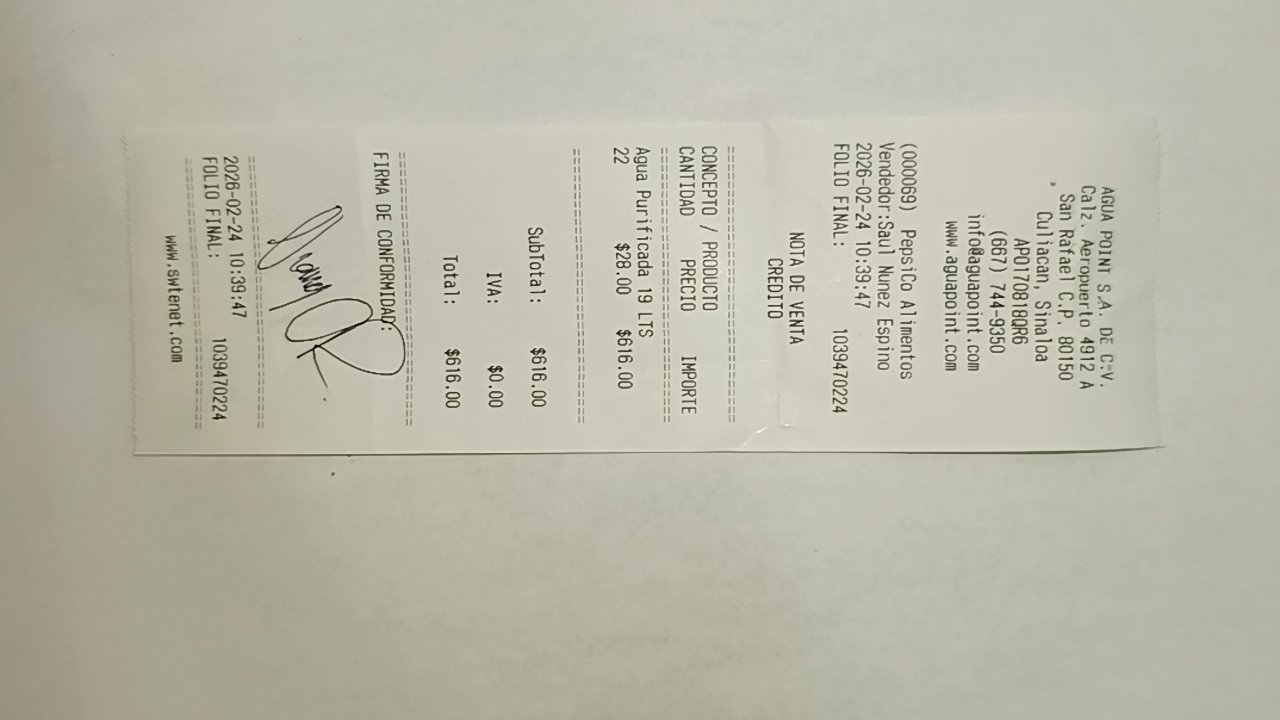 AGUA POINT S.A. DE C.V.
Calz. Aeropuerto 4912 A
San Rafael C.P. 80150
,
Culiacan, Sinaloa
APO170818QR6
(667) 744-9350
info@aguapoint.com
www.aguapoint.com
(000069) PepsiCo Alimentos
Vendedor:Saul Nunez Espino
2026-02-24 10:39:47
FOLIO FINAL: 1039470224
NOTA DE VENTA
CREDITO
================================
CONCEPTO / PRODUCTO
CANTIDAD PRECIO IMPORTE
================================
Agua Purificada 19 LTS
22 $28.00 $616.00
================================
SubTotal: $616.00
IVA: $0.00
Total: $616.00
================================
FIRMA DE CONFORMIDAD:
================================
2026-02-24 10:39:47
FOLIO FINAL: 1039470224
================================
www.swtenet.com